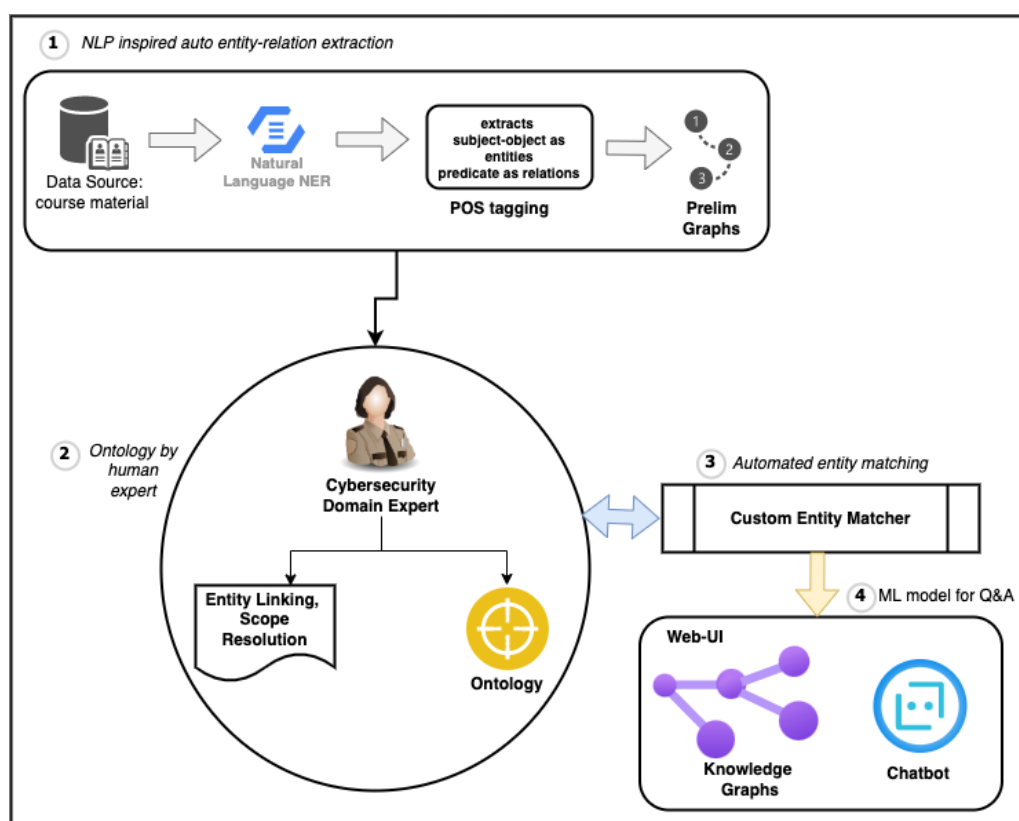 1 NLP inspired auto entity-relation extraction
Data Source:
course material
Natural
Language NER
extracts
subject-object as
entities
predicate as relations
POS tagging
1
2
3
Prelim
Graphs
2 Ontology by
human
expert
Cybersecurity
Domain Expert
Entity Linking,
Scope
Resolution
Ontology
3 Automated entity matching
Custom Entity Matcher
4 ML model for Q&A
Web-UI
Knowledge
Graphs
Chatbot